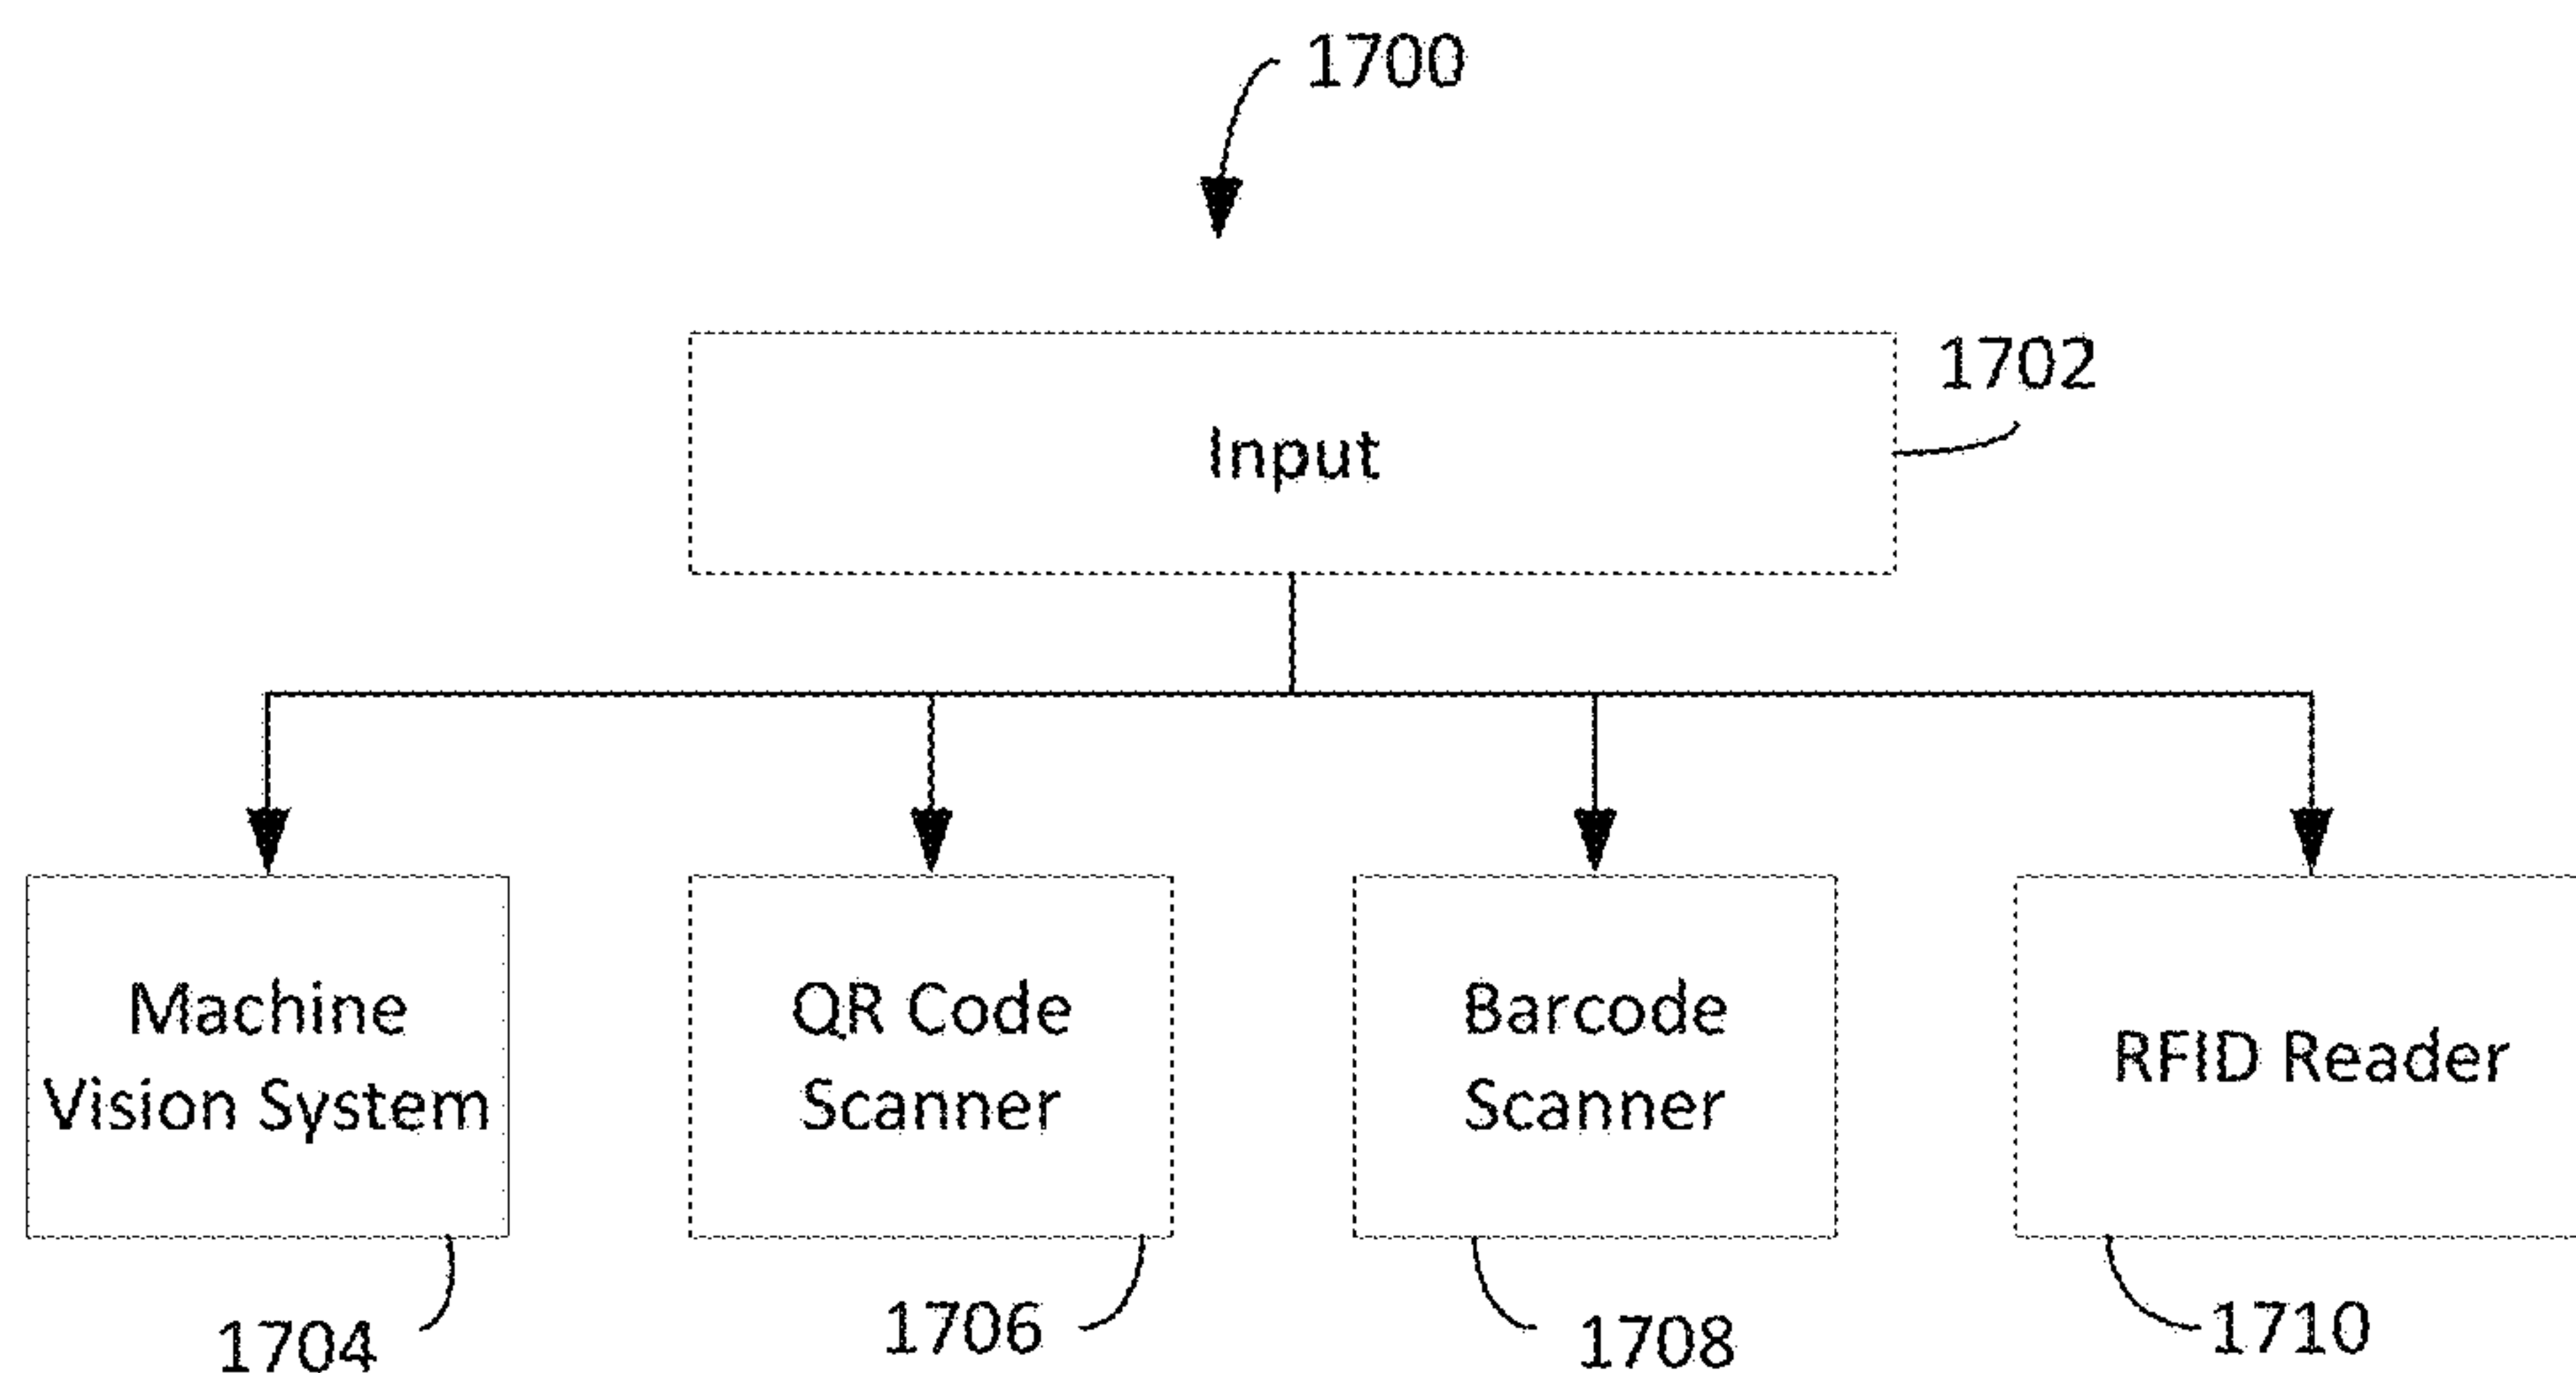 1700
1702
Input
Machine
Vision System
QR Code
Scanner
Barcode
Scanner
RFID Reader
1704
1706
1708
1710